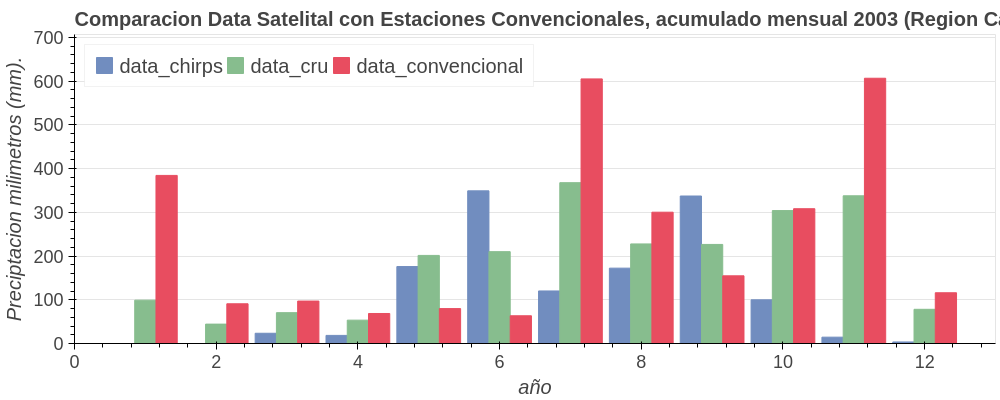 Comparacion Data Satelital con Estaciones Convencionales, acumulado mensual 2003 (Region Ca
data_chirps data_cru data_convencional
Preciptacion milimetros (mm).
700
600
500
400
300
200
100
0
0 2 4 6 8 10 12
año